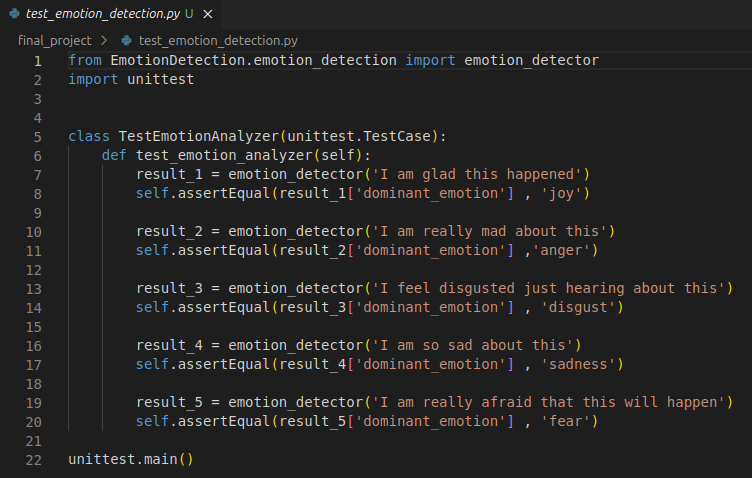 test_emotion_detection.py U ×
final_project > test_emotion_detection.py
1 from EmotionDetection.emotion_detection import emotion_detector
2 import unittest
3
4
5 class TestEmotionAnalyzer(unittest.TestCase):
6     def test_emotion_analyzer(self):
7         result_1 = emotion_detector('I am glad this happened')
8         self.assertEqual(result_1['dominant_emotion'] , 'joy')
9
10         result_2 = emotion_detector('I am really mad about this')
11         self.assertEqual(result_2['dominant_emotion'] ,'anger')
12
13         result_3 = emotion_detector('I feel disgusted just hearing about this')
14         self.assertEqual(result_3['dominant_emotion'] , 'disgust')
15
16         result_4 = emotion_detector('I am so sad about this')
17         self.assertEqual(result_4['dominant_emotion'] , 'sadness')
18
19         result_5 = emotion_detector('I am really afraid that this will happen')
20         self.assertEqual(result_5['dominant_emotion'] , 'fear')
21
22 unittest.main()